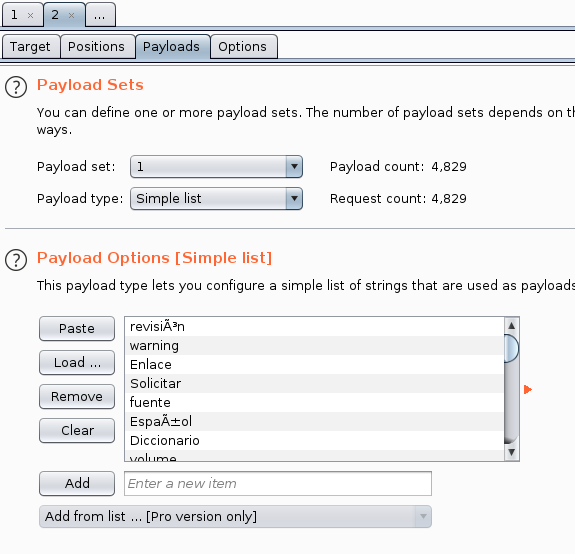 1 × 2 × ...
Target Positions Payloads Options
? Payload Sets
You can define one or more payload sets. The number of payload sets depends on th
ways.
Payload set: 1 Payload count: 4,829
Payload type: Simple list Request count: 4,829
? Payload Options [Simple list]
This payload type lets you configure a simple list of strings that are used as payloads
Paste
Load ...
Remove
Clear
revisiÃ³n
warning
Enlace
Solicitar
fuente
EspaÃ±ol
Diccionario
volume
Add Enter a new item
Add from list ... [Pro version only]